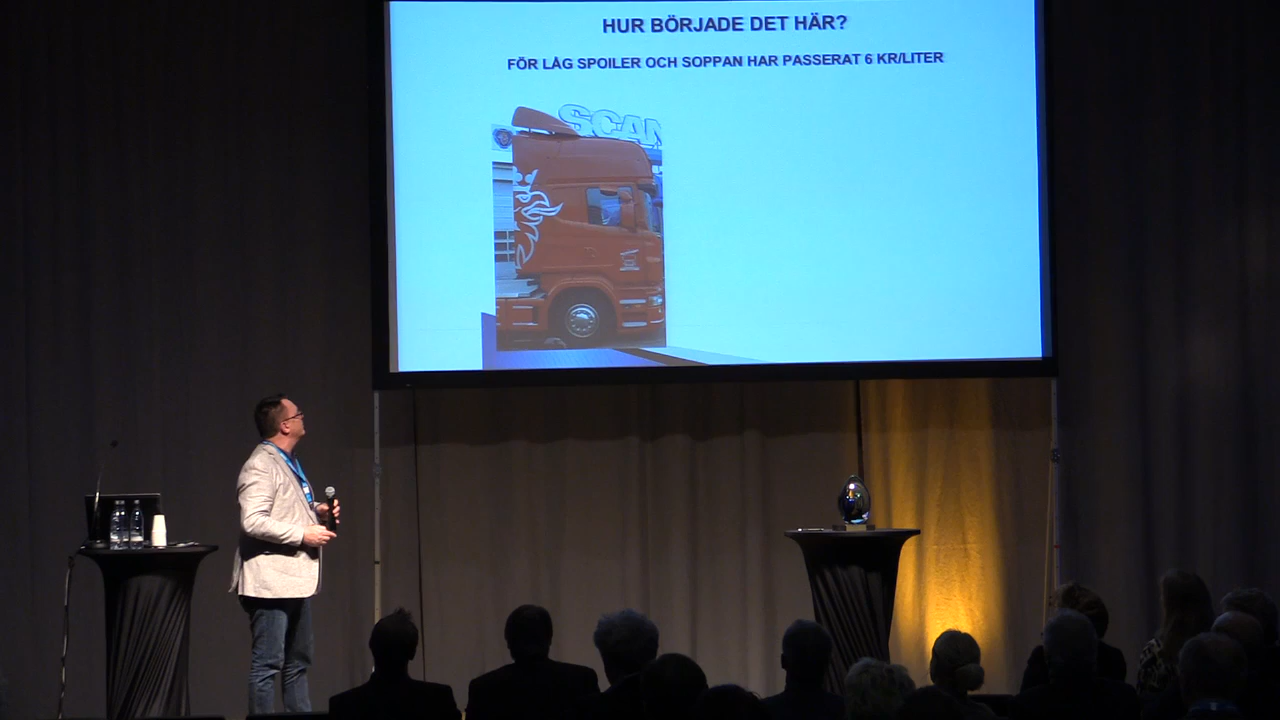 HUR BÖRJADE DET HÄR?
FÖR LÅG SPOILER OCH SOPPAN HAR PASSERAT 6 KR/LITER
SCAN